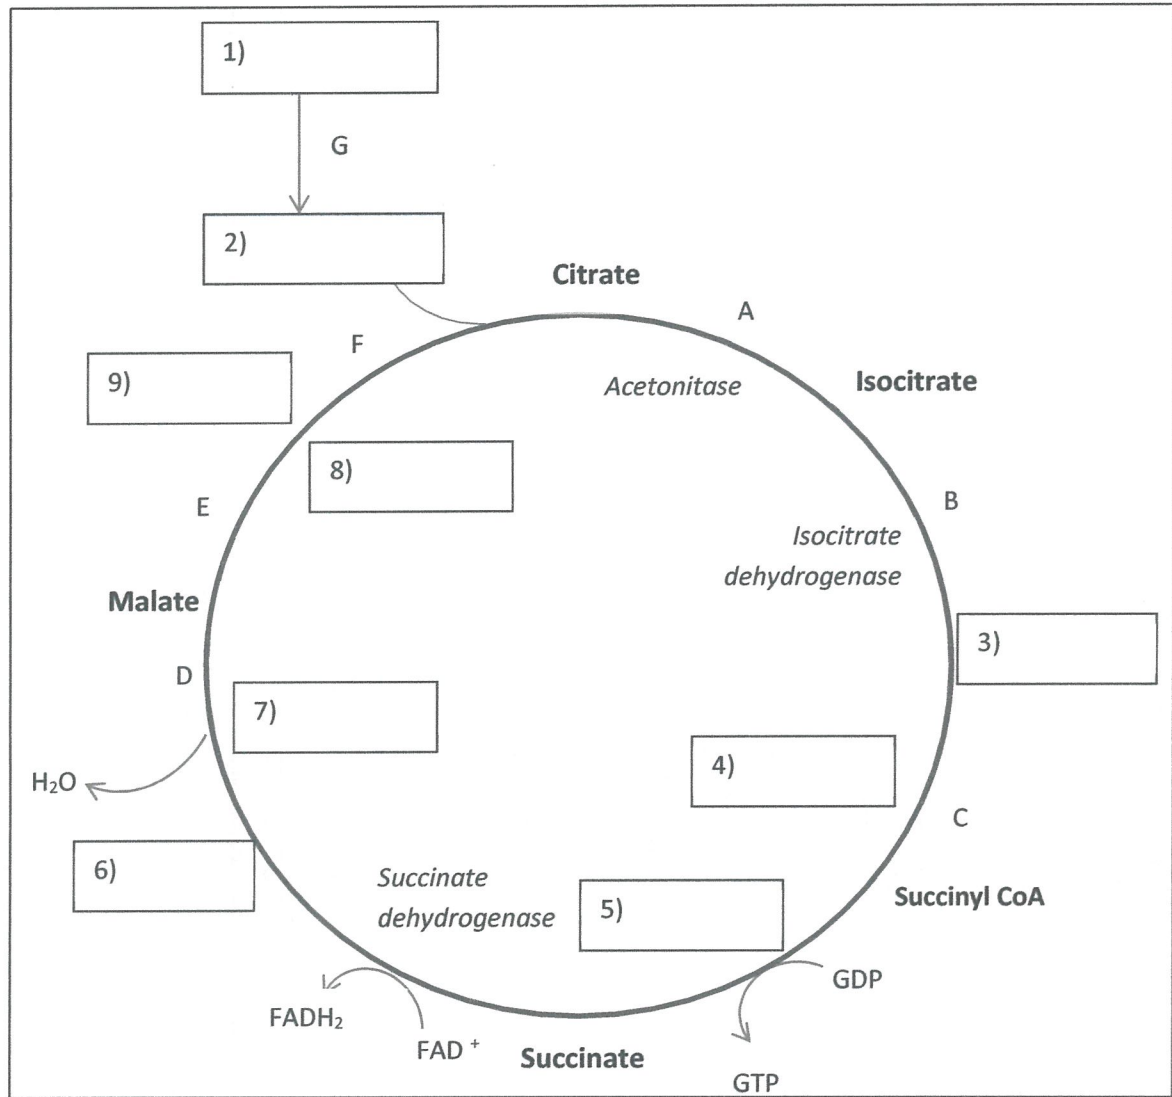 1)
G
2)
Citrate
A
F
9)
Acetonitase
Isocitrate
8)
E
B
Isocitrate
dehydrogenase
Malate
3)
D
7)
4)
H₂O
C
6)
Succinate
dehydrogenase
5)
Succinyl CoA
GDP
FADH₂
FAD ⁺
Succinate
GTP